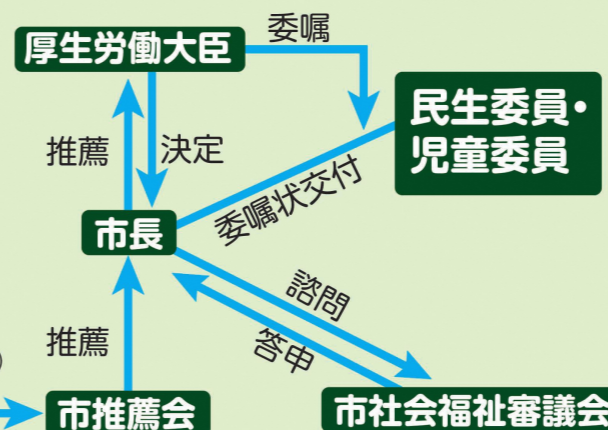 委嘱
厚生労働大臣
民生委員・
児童委員
推薦
決定
委嘱状交付
市長
諮問
答申
推薦
)
市推薦会
市社会福祉審議会